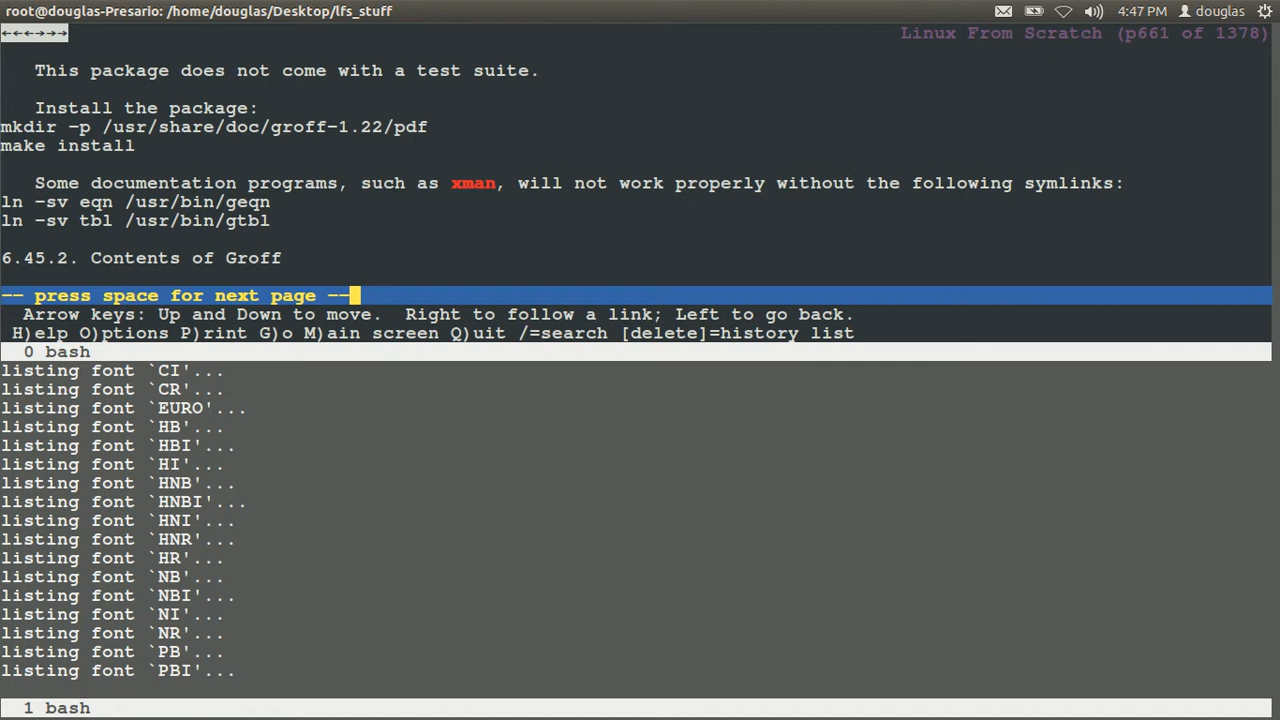 root@douglas-Presario: /home/douglas/Desktop/lfs_stuff 4:47 PM douglas
←←←→→→ Linux From Scratch (p661 of 1378)
This package does not come with a test suite.
Install the package:
mkdir -p /usr/share/doc/groff-1.22/pdf
make install
Some documentation programs, such as xman, will not work properly without the following symlinks:
ln -sv eqn /usr/bin/geqn
ln -sv tbl /usr/bin/gtbl
6.45.2. Contents of Groff
-- press space for next page --
Arrow keys: Up and Down to move.  Right to follow a link; Left to go back.
H)elp O)ptions P)rint G)o M)ain screen Q)uit /=search [delete]=history list
0 bash
listing font `CI'...
listing font `CR'...
listing font `EURO'...
listing font `HB'...
listing font `HBI'...
listing font `HI'...
listing font `HNB'...
listing font `HNBI'...
listing font `HNI'...
listing font `HNR'...
listing font `HR'...
listing font `NB'...
listing font `NBI'...
listing font `NI'...
listing font `NR'...
listing font `PB'...
listing font `PBI'...
1 bash